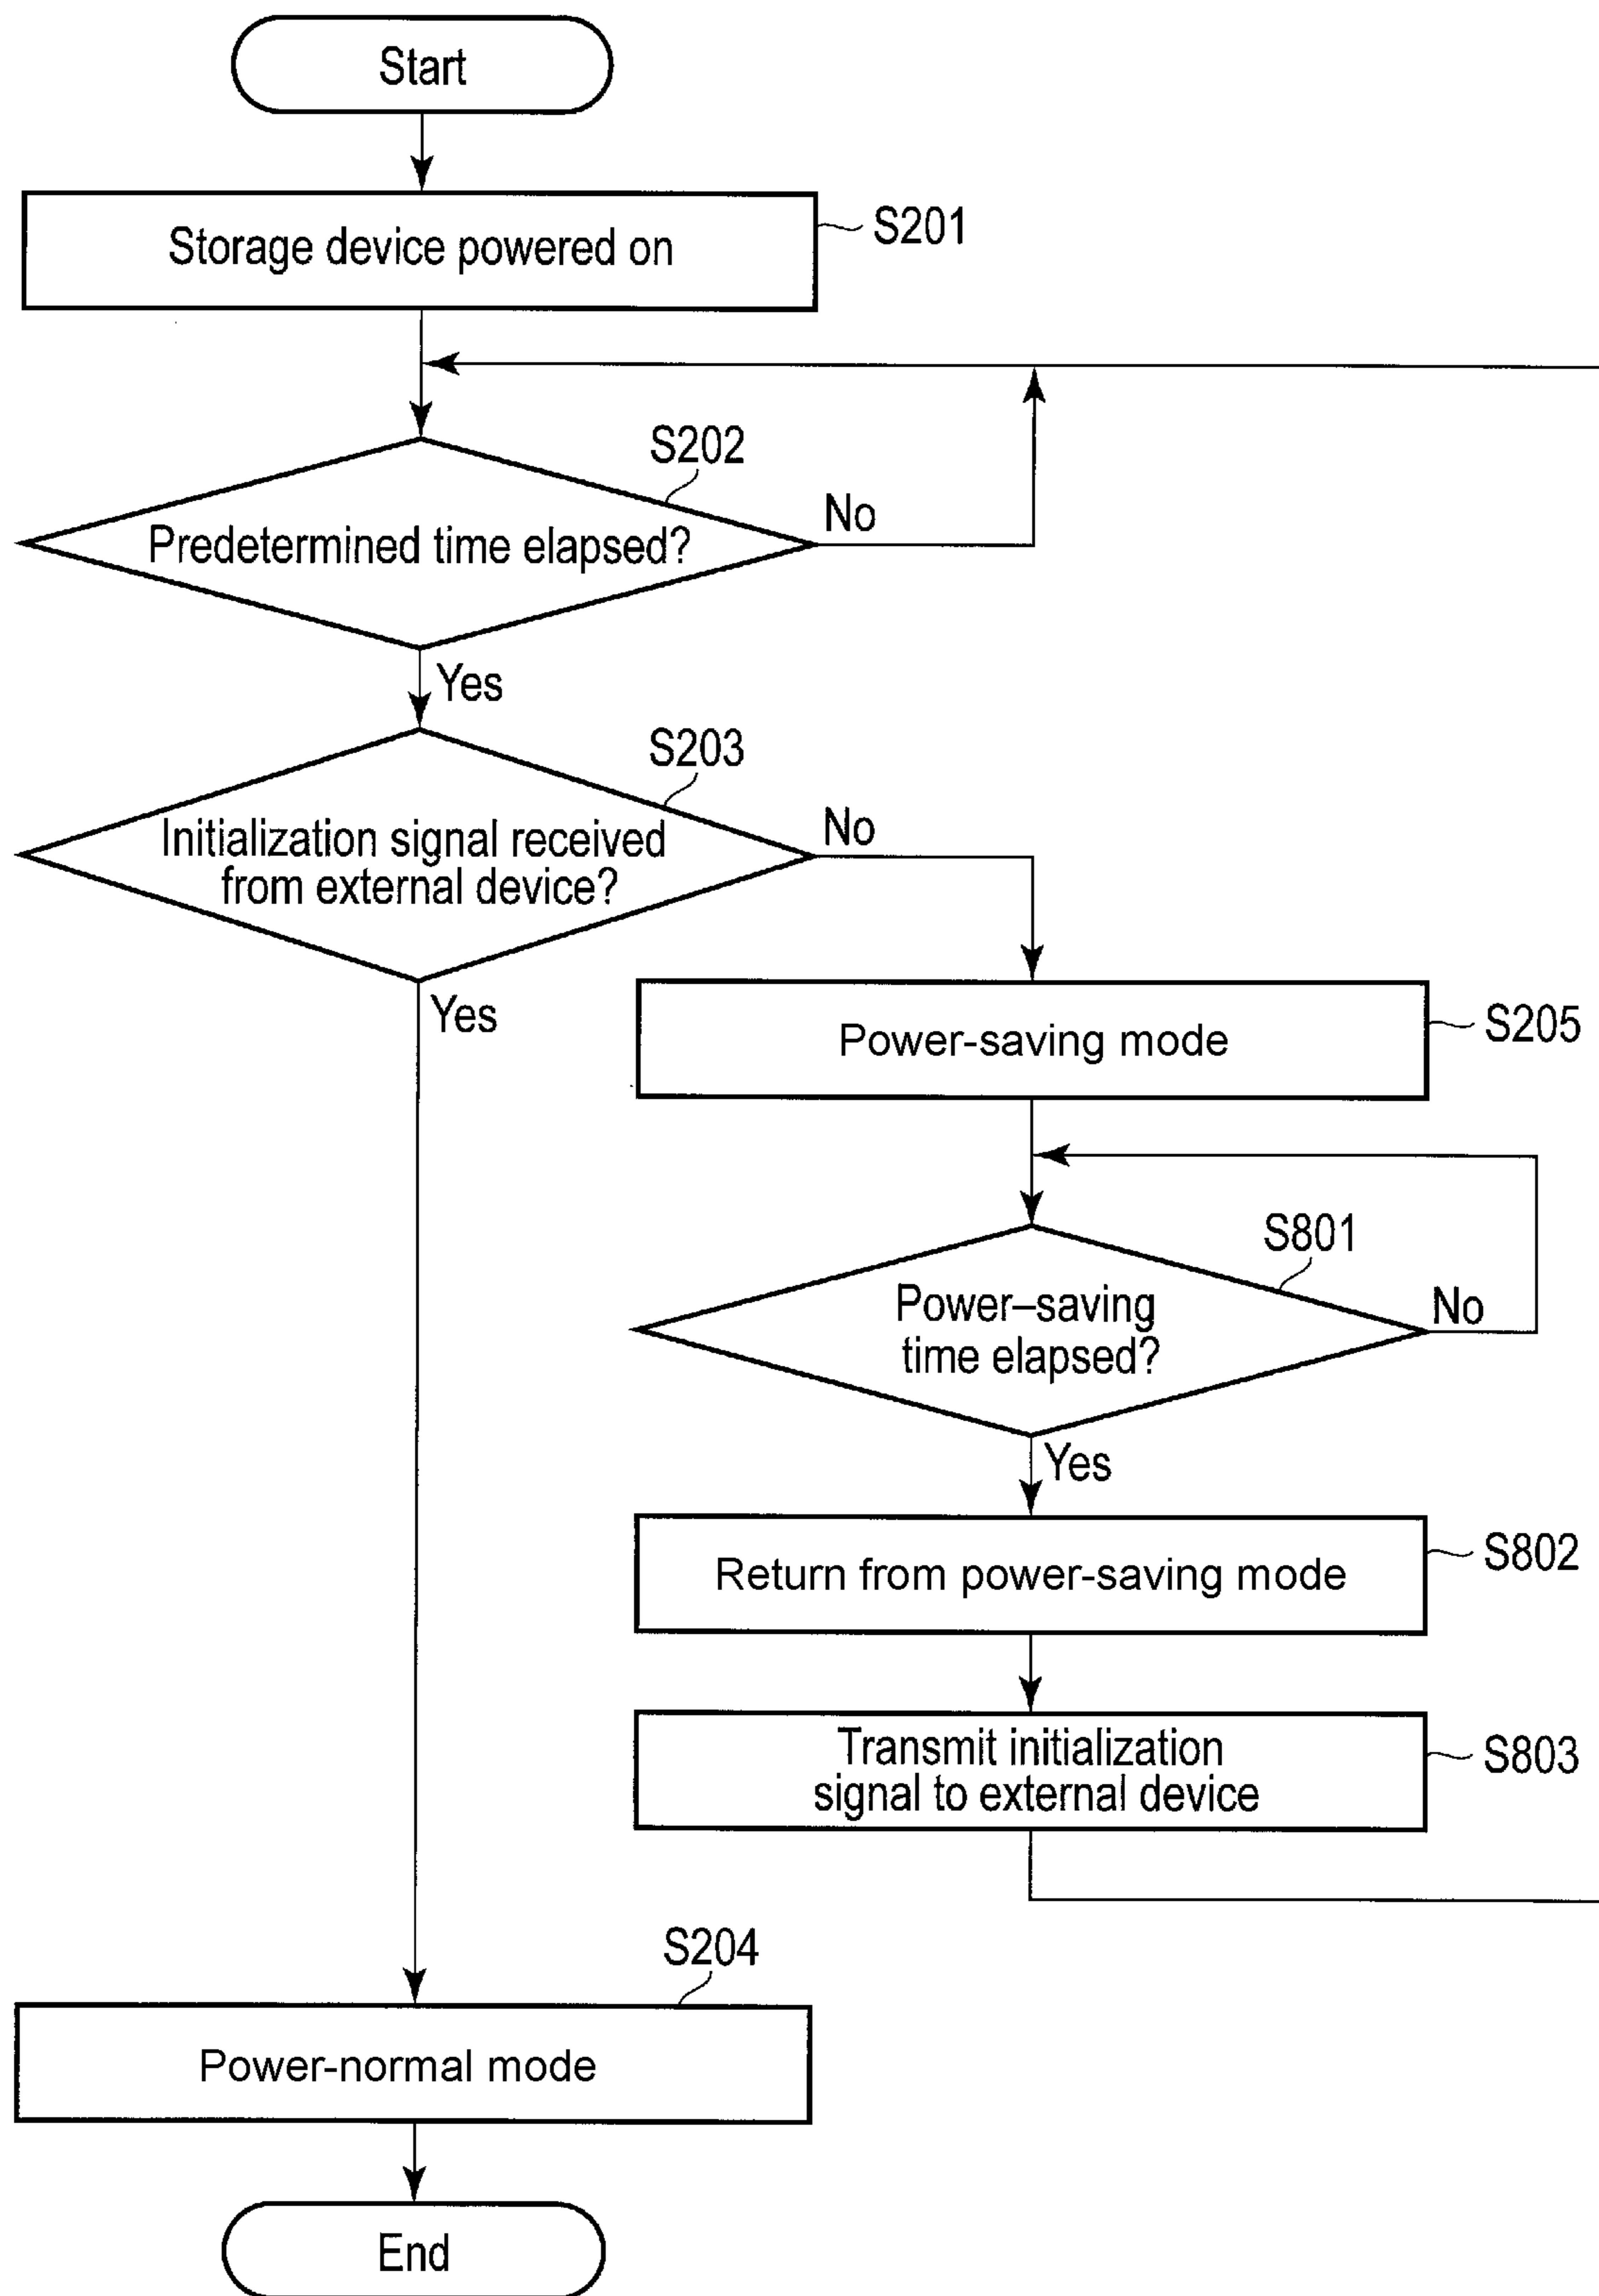 Start
Storage device powered on
S201
S202
Predetermined time elapsed?
No
Yes
S203
Initialization signal received
from external device?
No
Yes
Power-saving mode
S205
S801
Power–saving
time elapsed?
No
Yes
Return from power-saving mode
S802
Transmit initialization
signal to external device
S803
S204
Power-normal mode
End